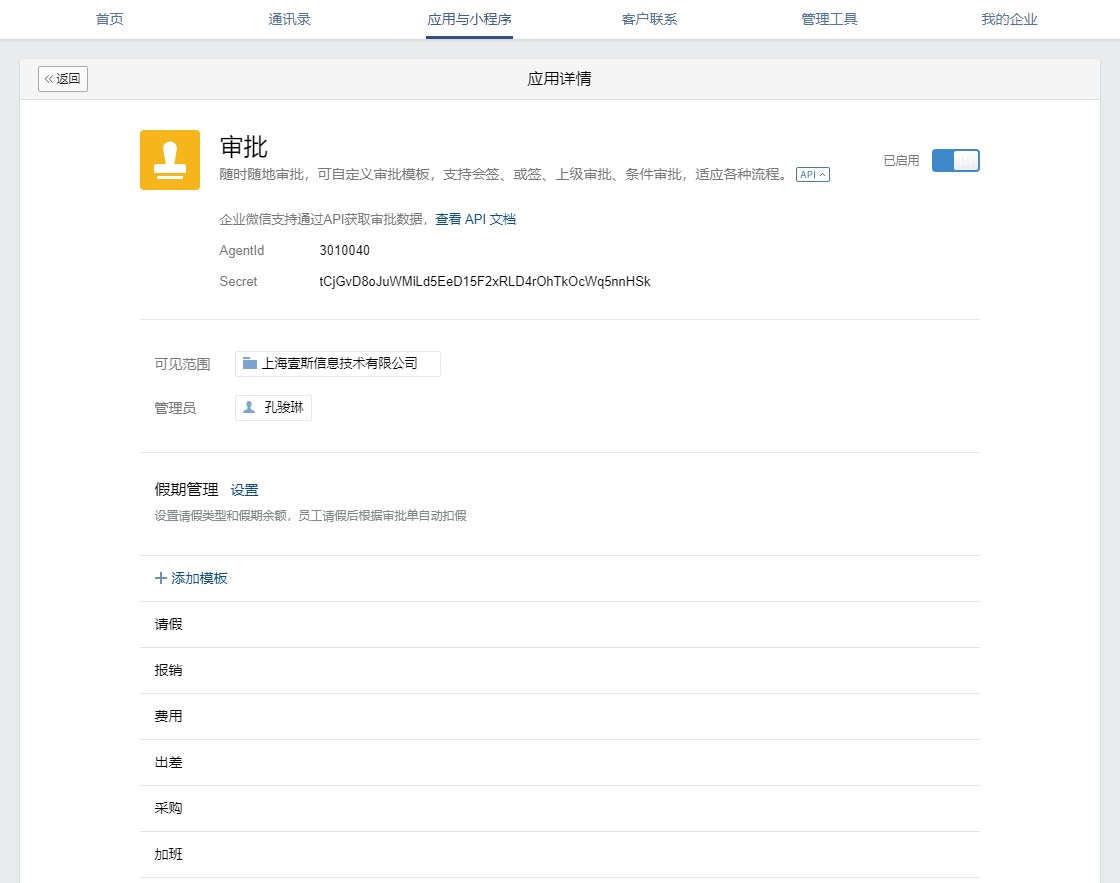 首页 通讯录 应用与小程序 客户联系 管理工具 我的企业
返回 应用详情
审批
已启用
随时随地审批，可自定义审批模板，支持会签、或签、上级审批、条件审批，适应各种流程。 API
企业微信支持通过API获取审批数据，查看 API 文档
AgentId 3010040
Secret tCjGvD8oJuWMiLd5EeD15F2xRLD4rOhTkOcWq5nnHSk
可见范围 上海壹斯信息技术有限公司
管理员 孔骏琳
假期管理 设置
设置请假类型和假期余额，员工请假后根据审批单自动扣假
添加模板
请假
报销
费用
出差
采购
加班